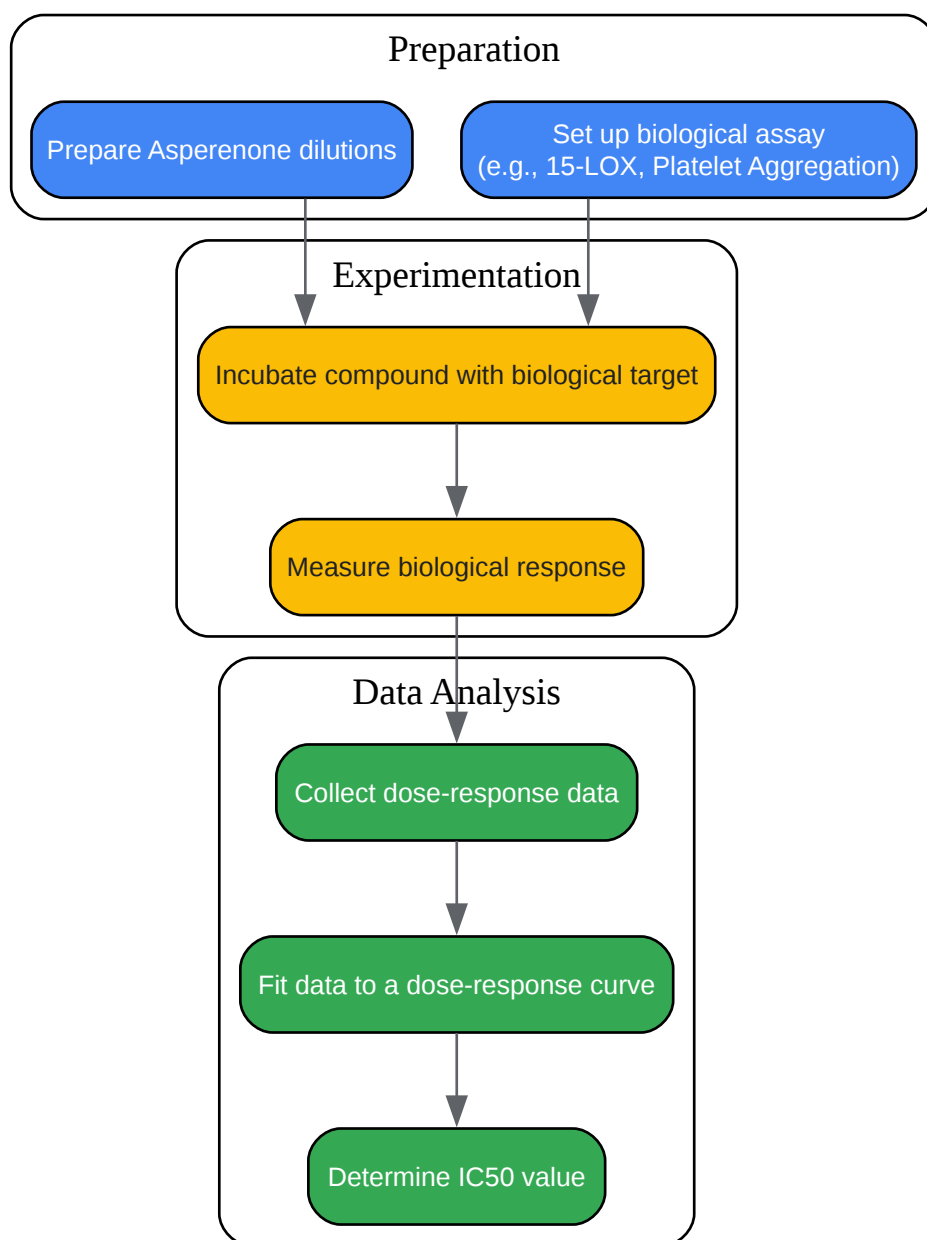 Preparation
Prepare Asperenone dilutions
Set up biological assay
(e.g., 15-LOX, Platelet Aggregation)
Experimentation
Incubate compound with biological target
Measure biological response
Data Analysis
Collect dose-response data
Fit data to a dose-response curve
Determine IC50 value